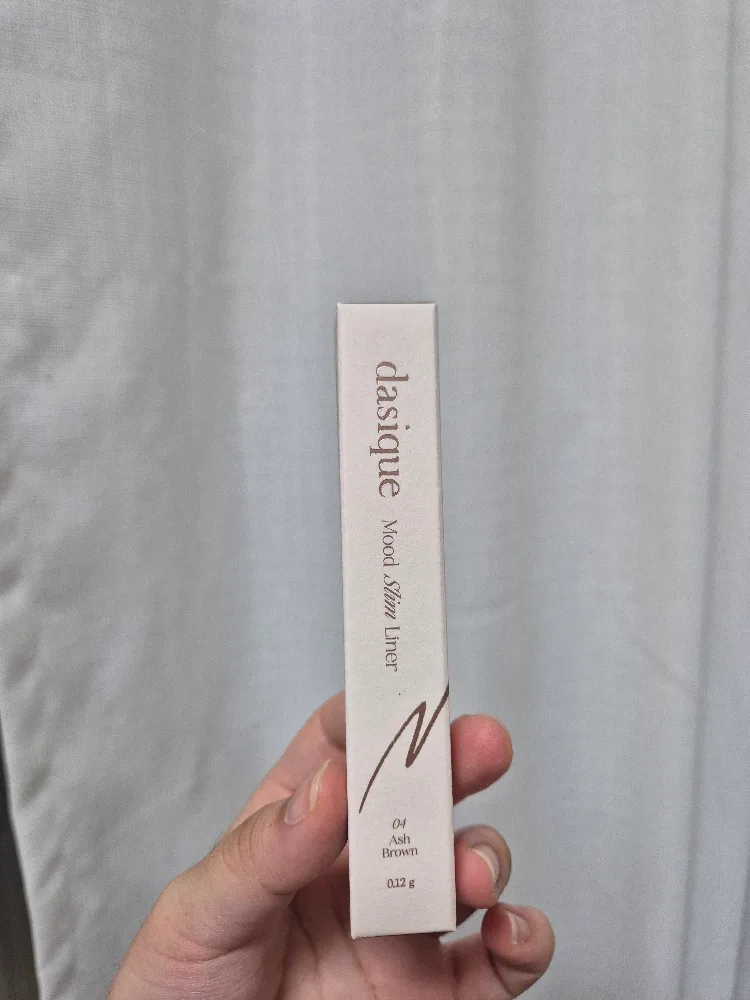 dasique
Mood Slim Liner
04
Ash
Brown
0.12 g